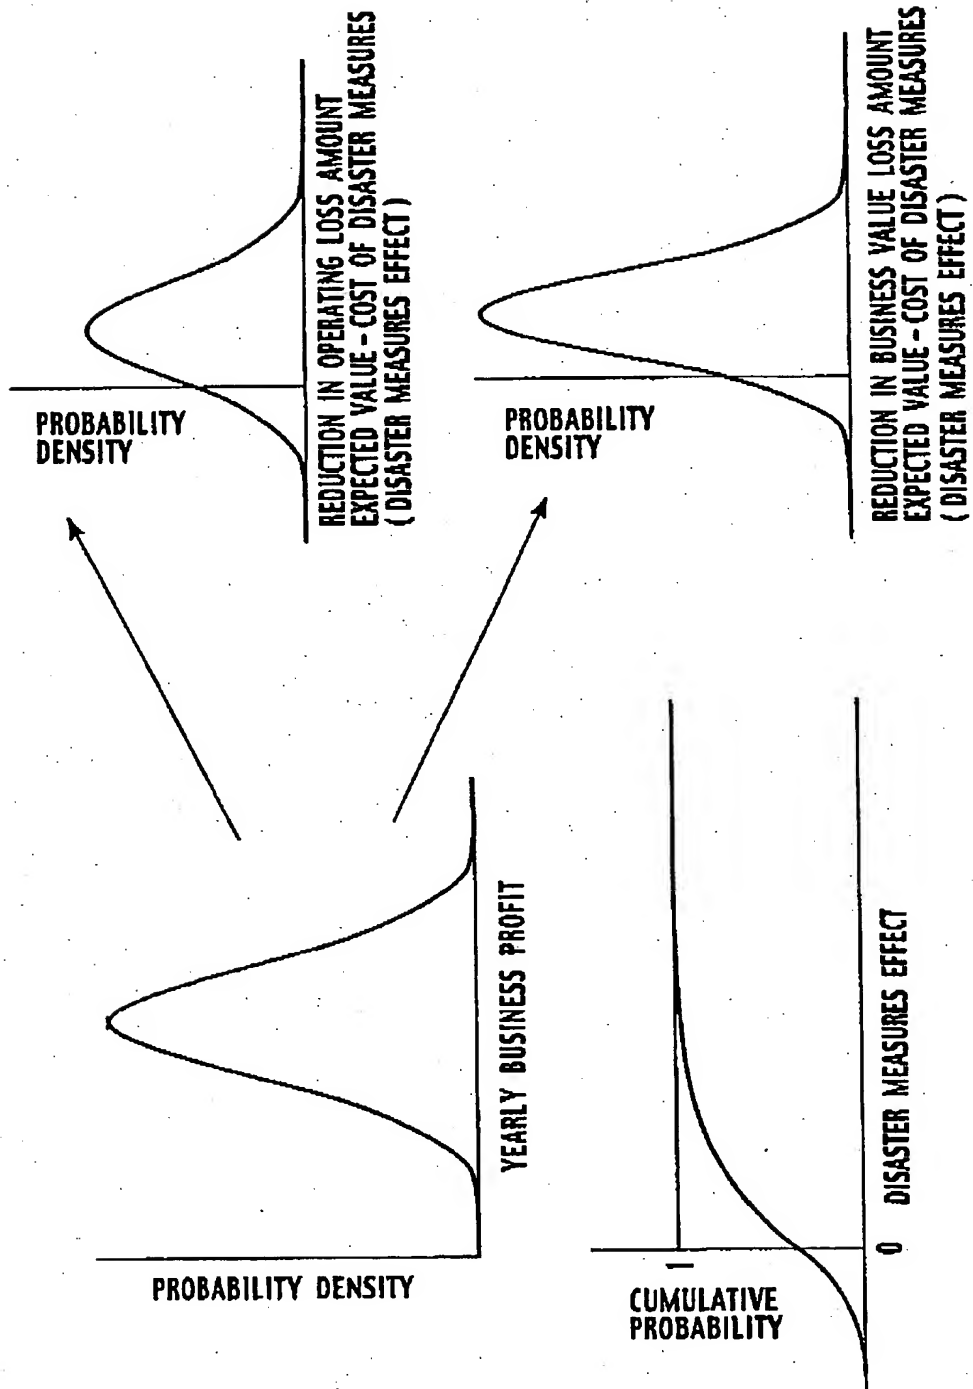 PROBABILITY
DENSITY
REDUCTION IN OPERATING LOSS AMOUNT
EXPECTED VALUE-COST OF DISASTER MEASURES
(DISASTER MEASURES EFFECT)
PROBABILITY
DENSITY
REDUCTION IN BUSINESS VALUE LOSS AMOUNT
EXPECTED VALUE-COST OF DISASTER MEASURES
(DISASTER MEASURES EFFECT)
PROBABILITY DENSITY
YEARLY BUSINESS PROFIT
CUMULATIVE
PROBABILITY
1
0 DISASTER MEASURES EFFECT